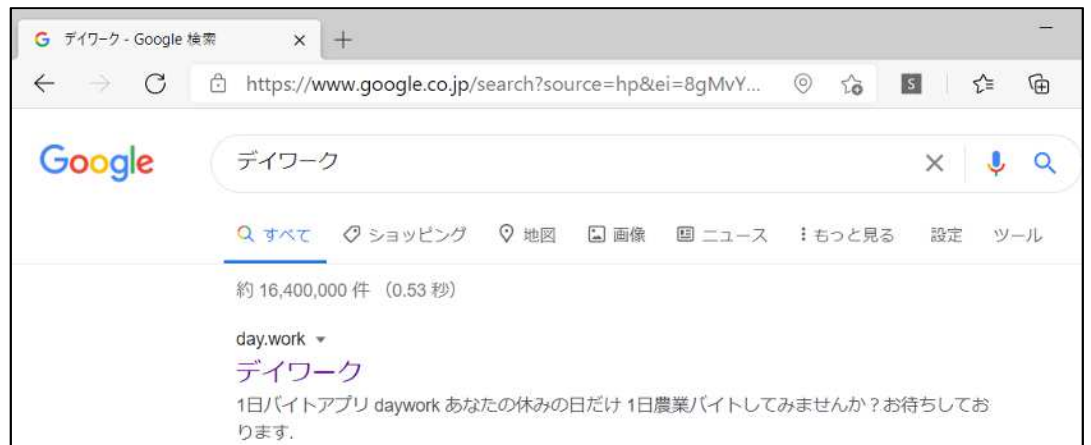 デイワーク - Google 検索
https://www.google.co.jp/search?source=hp&ei=8gMvY...
S
Google
デイワーク
すべて ショッピング 地図 画像 ニュース もっと見る 設定 ツール
約 16,400,000 件 （0.53 秒）
day.work
デイワーク
1日バイトアプリ daywork あなたの休みの日だけ 1日農業バイトしてみませんか？お待ちしてお
ります.